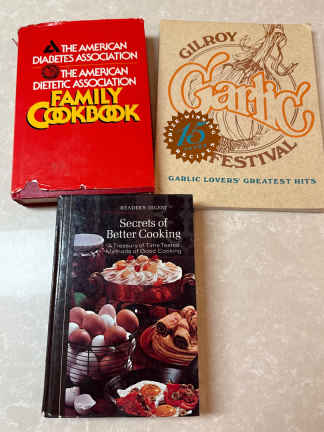 THE AMERICAN
DIABETES ASSOCIATION
THE AMERICAN
DIETETIC ASSOCIATION
FAMILY
COOKBOOK
GILROY
Garlic
15
FESTIVAL
GARLIC LOVERS' GREATEST HITS
READER'S DIGEST
Secrets of
Better Cooking
A Treasury of Time-Tested
Methods of Good Cooking